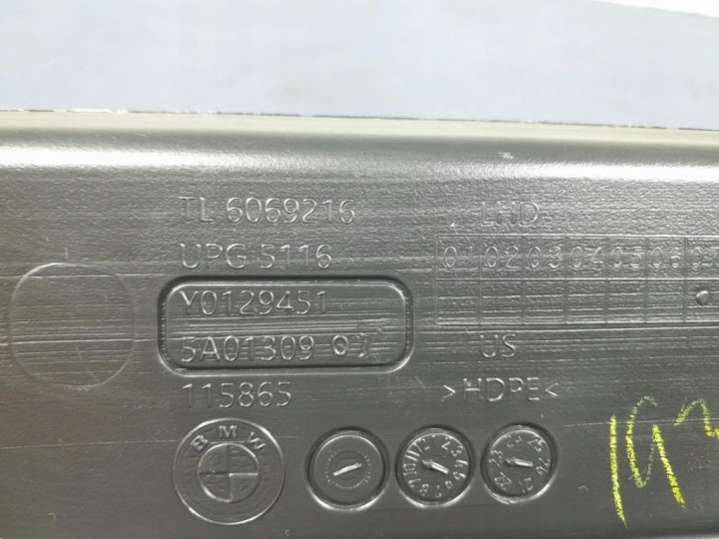 TL 6069216
LHD
UPG 5116
Y0129451
5A01309 07
US
115865
>HDPE<
BMW